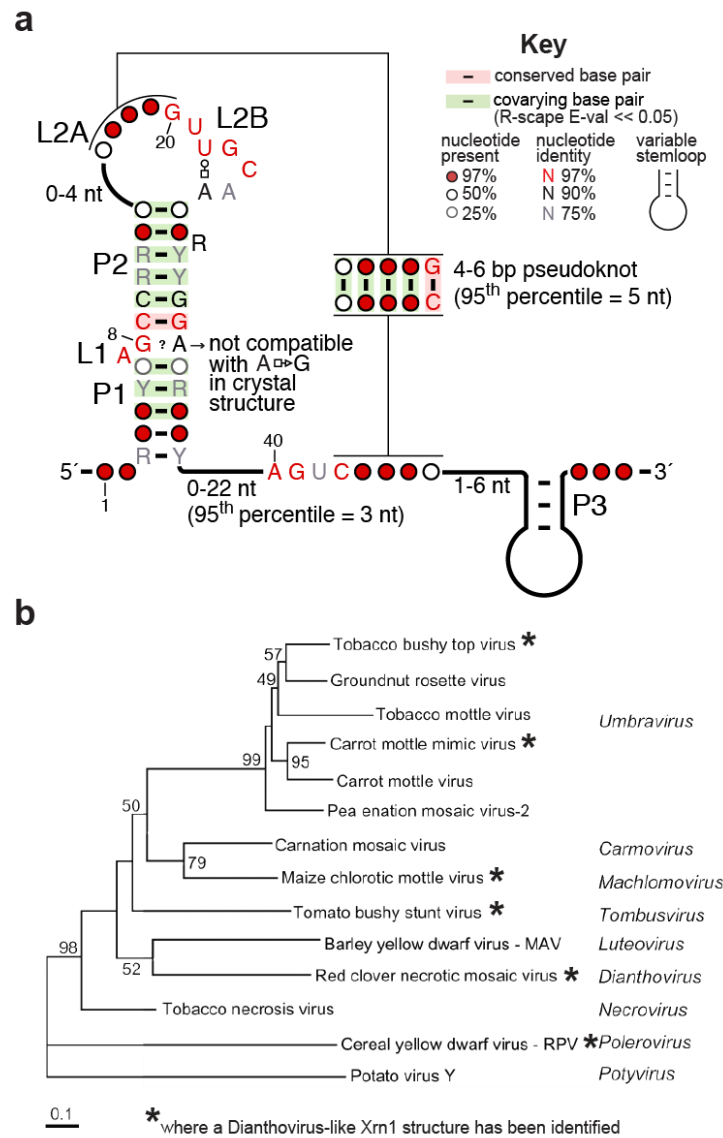 a
Key
conserved base pair
covarying base pair
(R-scape E-val << 0.05)
nucleotide present
nucleotide identity
variable stemloop
97% N 97%
50% N 90%
25% N 75%
L2A
G
20
U
U
L2B
G
C
A
A
0-4 nt
R
P2
R Y
R Y
C G
C G
8
G ? A
L1
A
not compatible
with A G
in crystal
structure
P1
Y R
R Y
G
C
4-6 bp pseudoknot
(95th percentile = 5 nt)
5´
1
0-22 nt
(95th percentile = 3 nt)
40
A G U C
1-6 nt
P3
3´
b
Tobacco bushy top virus *
57
Groundnut rosette virus
49
Tobacco mottle virus
Umbravirus
Carrot mottle mimic virus *
99
95
Carrot mottle virus
Pea enation mosaic virus-2
50
Carnation mosaic virus Carmovirus
79
Maize chlorotic mottle virus * Machlomovirus
Tomato bushy stunt virus * Tombusvirus
Barley yellow dwarf virus - MAV Luteovirus
98
52
Red clover necrotic mosaic virus * Dianthovirus
Tobacco necrosis virus Necrovirus
Cereal yellow dwarf virus - RPV * Polerovirus
Potato virus Y Potyvirus
0.1
*where a Dianthovirus-like Xrn1 structure has been identified